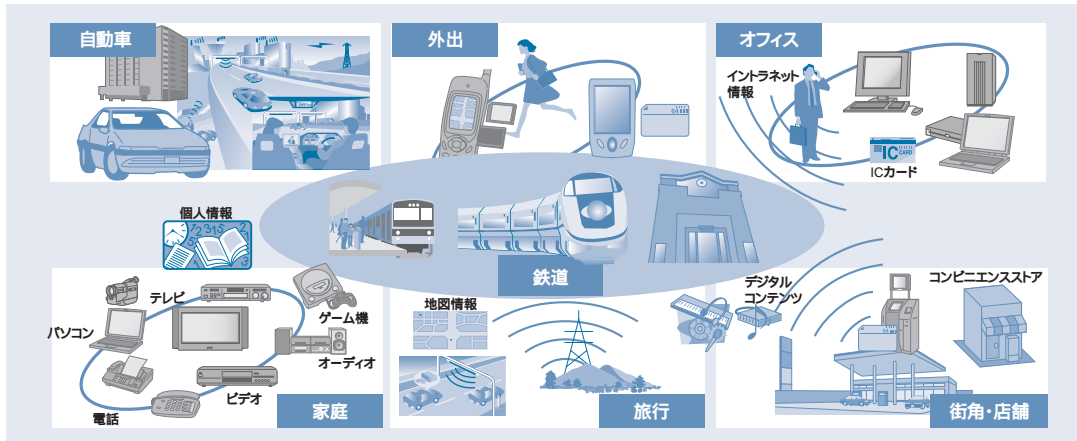 自動車
外出
オフィス
イントラネット
情報
IC CARD
ICカード
個人情報
鉄道
テレビ
ゲーム機
パソコン
オーディオ
ビデオ
電話
家庭
地図情報
旅行
デジタル
コンテンツ
コンビニエンスストア
街角・店舗